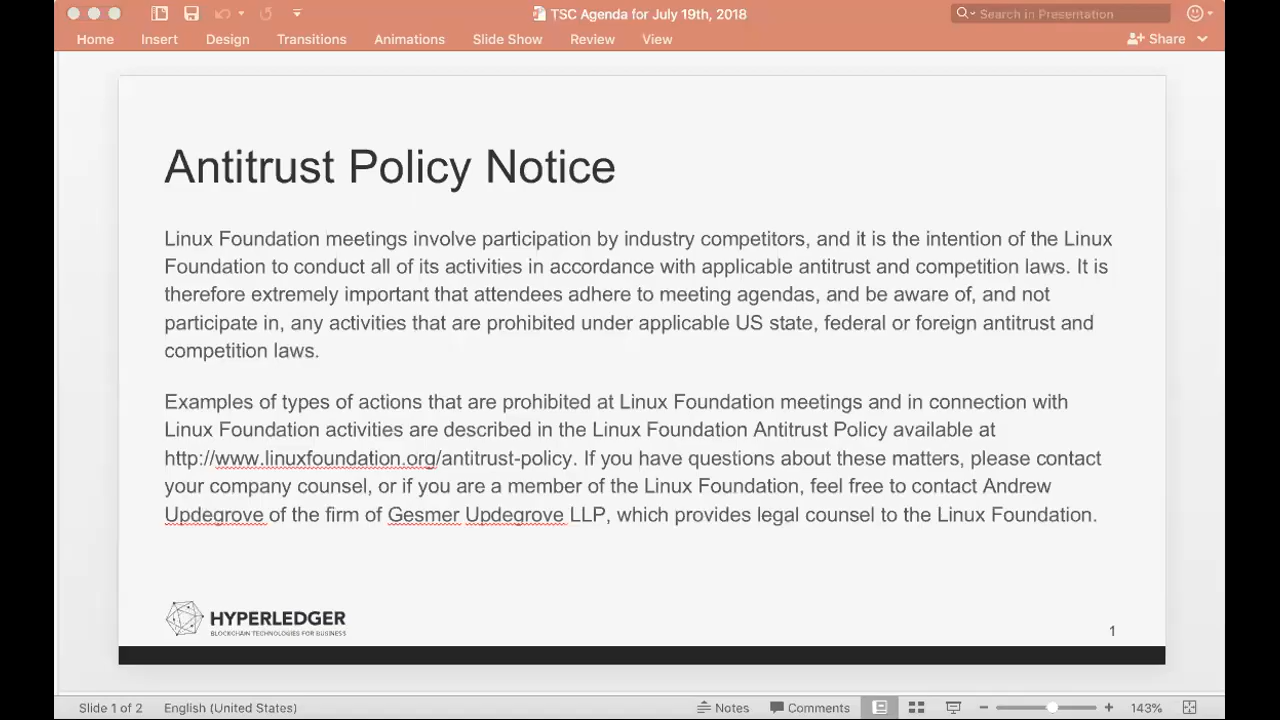 TSC Agenda for July 19th, 2018
Search in Presentation
Home Insert Design Transitions Animations Slide Show Review View Share
Antitrust Policy Notice
Linux Foundation meetings involve participation by industry competitors, and it is the intention of the Linux
Foundation to conduct all of its activities in accordance with applicable antitrust and competition laws. It is
therefore extremely important that attendees adhere to meeting agendas, and be aware of, and not
participate in, any activities that are prohibited under applicable US state, federal or foreign antitrust and
competition laws.
Examples of types of actions that are prohibited at Linux Foundation meetings and in connection with
Linux Foundation activities are described in the Linux Foundation Antitrust Policy available at
http://www.linuxfoundation.org/antitrust-policy. If you have questions about these matters, please contact
your company counsel, or if you are a member of the Linux Foundation, feel free to contact Andrew
Updegrove of the firm of Gesmer Updegrove LLP, which provides legal counsel to the Linux Foundation.
HYPERLEDGER
BLOCKCHAIN TECHNOLOGIES FOR BUSINESS
1
Slide 1 of 2 English (United States) Notes Comments 143%